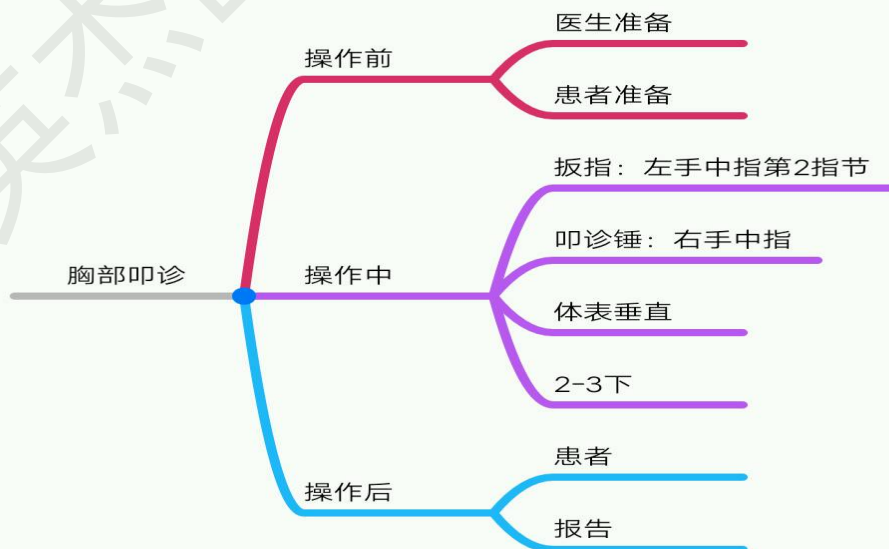 医生准备
操作前
患者准备
扳指：左手中指第2指节
叩诊锤：右手中指
胸部叩诊
操作中
体表垂直
2-3下
患者
操作后
报告